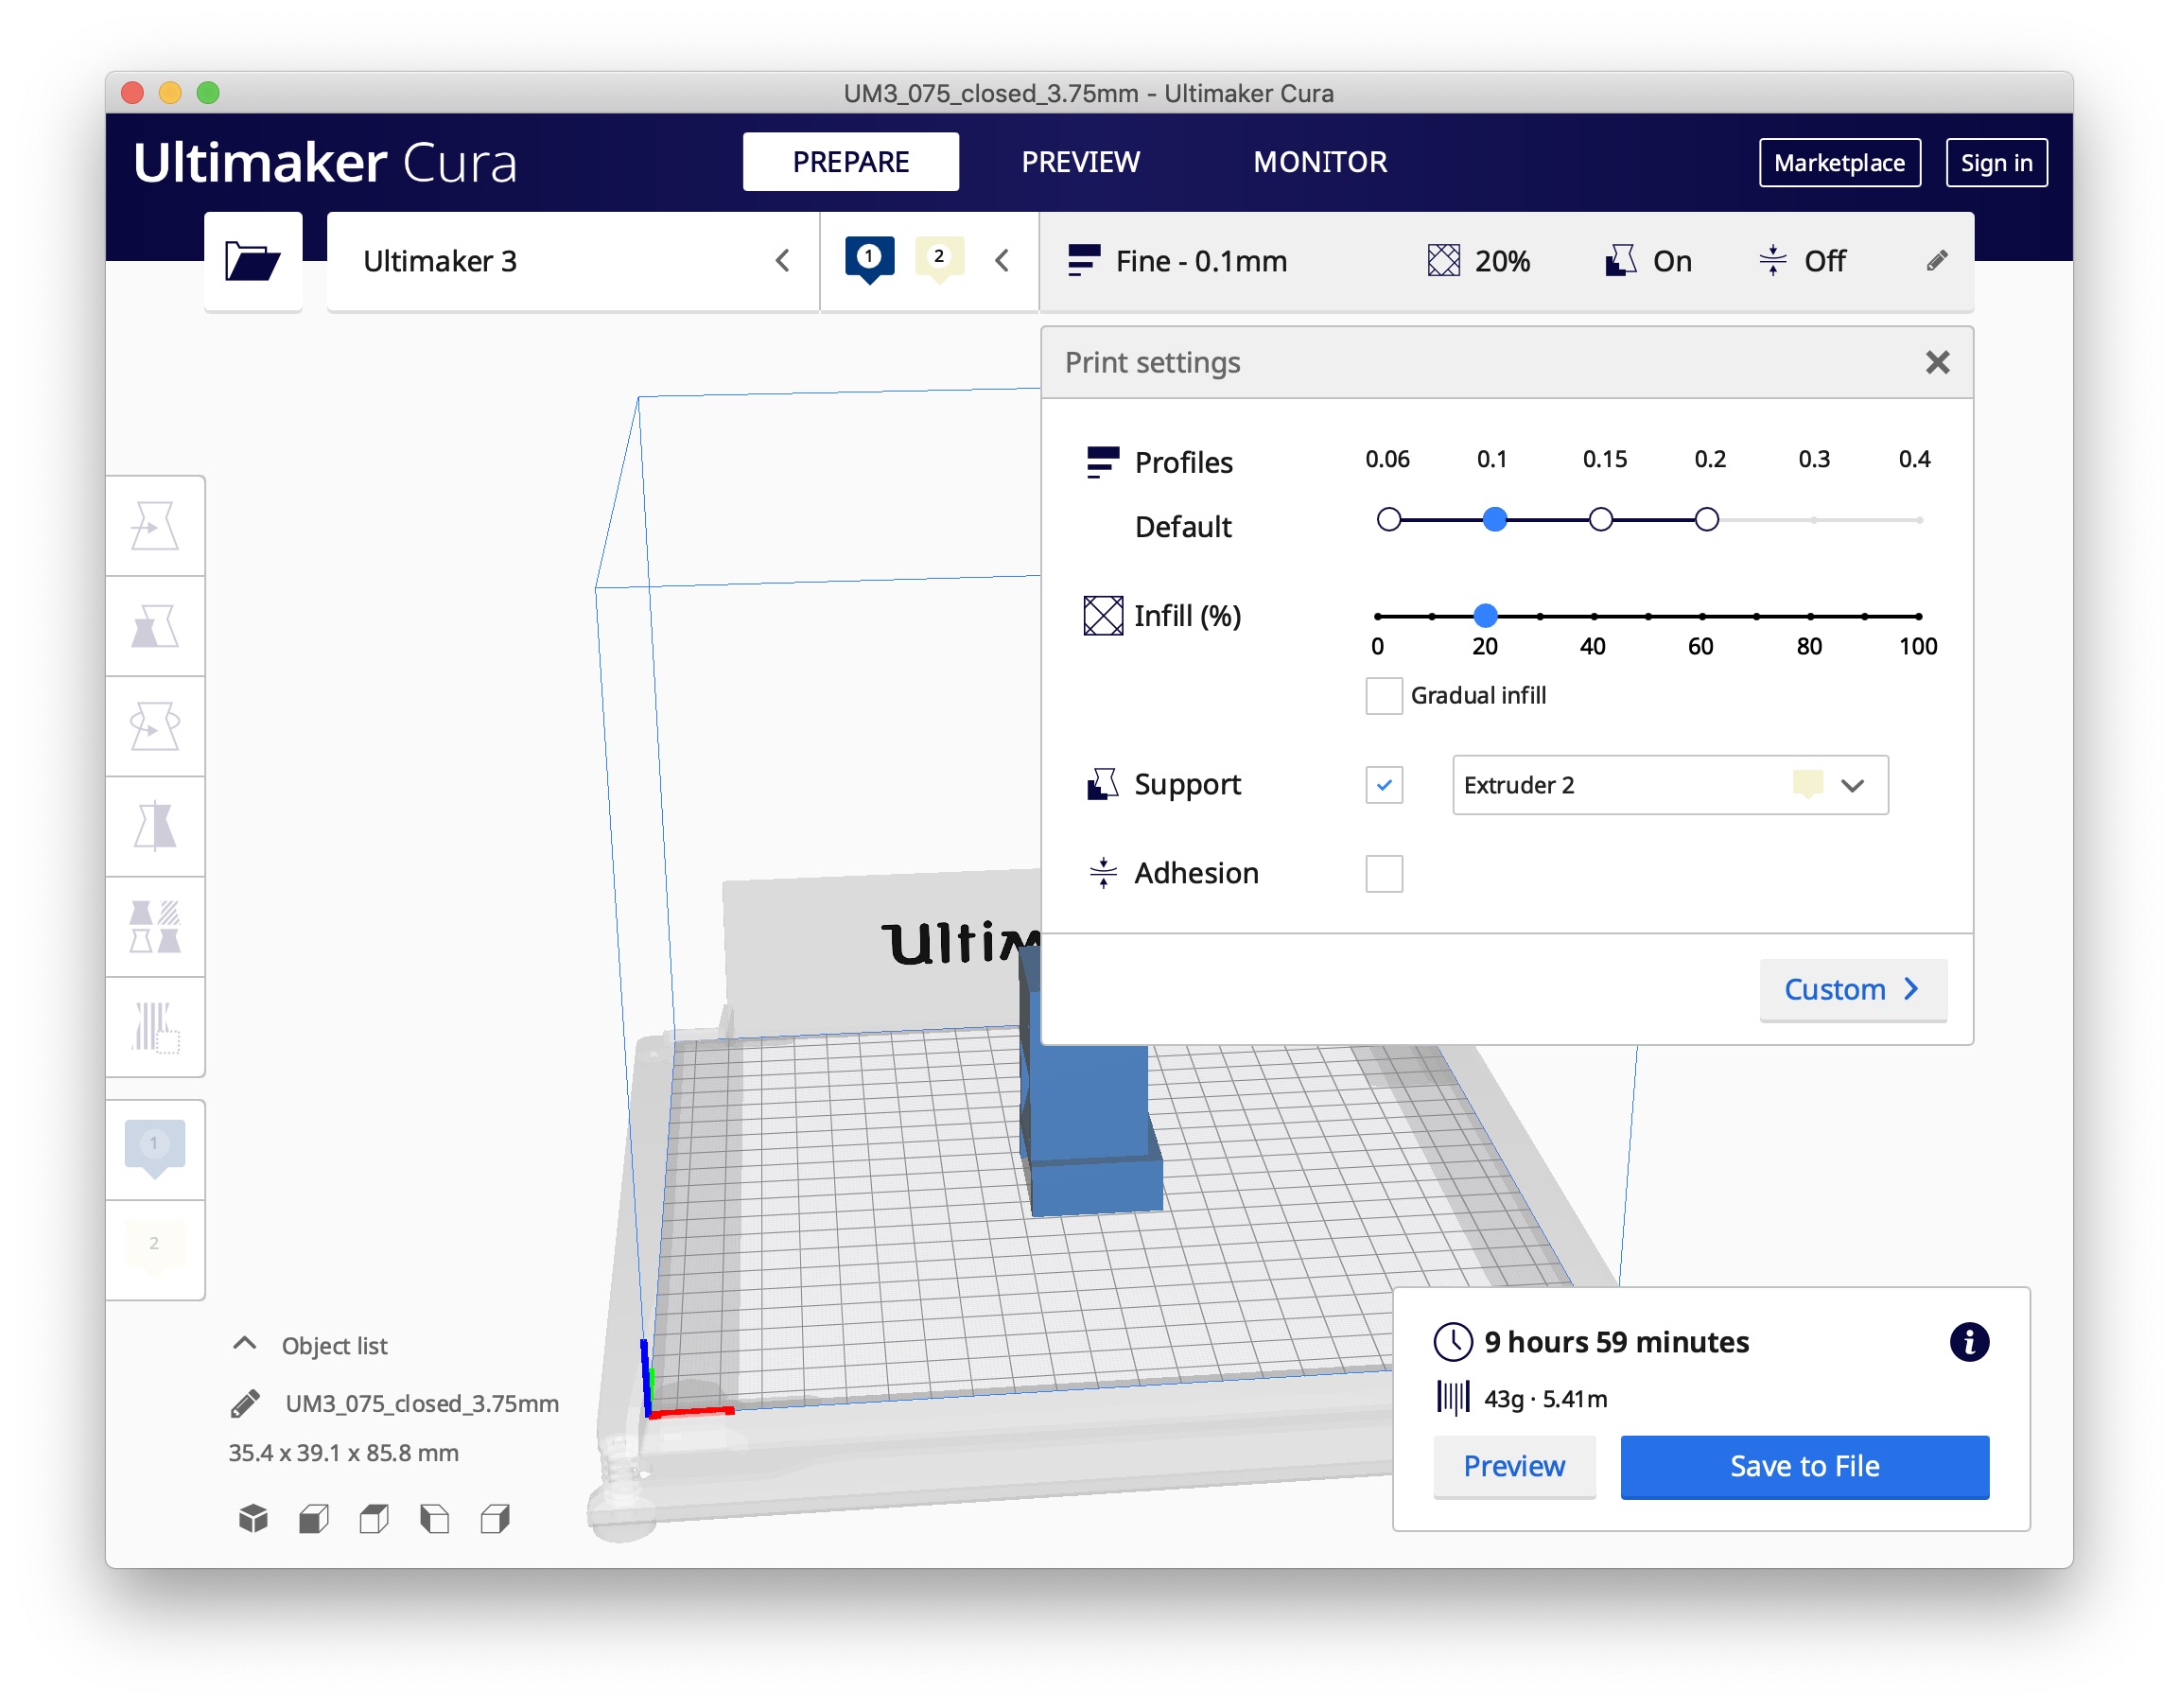 UM3_075_closed_3.75mm - Ultimaker Cura
Ultimaker Cura
PREPARE
PREVIEW
MONITOR
Marketplace
Sign in
Ultimaker 3
1
2
Fine - 0.1mm
20%
On
Off
Print settings
Profiles
0.06 0.1 0.15 0.2 0.3 0.4
Default
Infill (%)
0 20 40 60 80 100
Gradual infill
Support
Extruder 2
Adhesion
Custom
Ultim
1
2
Object list
UM3_075_closed_3.75mm
35.4 x 39.1 x 85.8 mm
9 hours 59 minutes
43g · 5.41m
Preview
Save to File